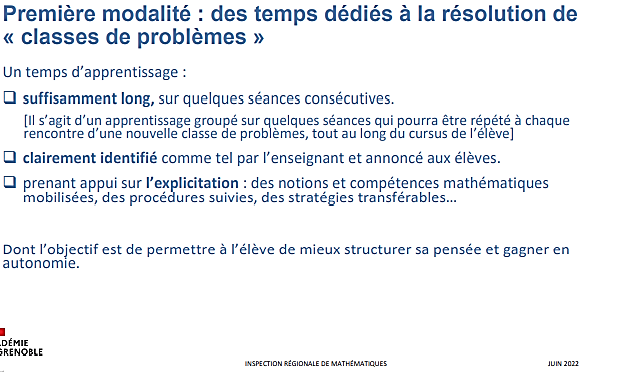 Première modalité : des temps dédiés à la résolution de
« classes de problèmes »
Un temps d’apprentissage :
suffisamment long, sur quelques séances consécutives.
[Il s’agit d’un apprentissage groupé sur quelques séances qui pourra être répété à chaque
rencontre d’une nouvelle classe de problèmes, tout au long du cursus de l’élève]
clairement identifié comme tel par l’enseignant et annoncé aux élèves.
prenant appui sur l’explicitation : des notions et compétences mathématiques
mobilisées, des procédures suivies, des stratégies transférables…
Dont l’objectif est de permettre à l’élève de mieux structurer sa pensée et gagner en
autonomie.
ADÉMIE
GRENOBLE
INSPECTION RÉGIONALE DE MATHÉMATIQUES
JUIN 2022